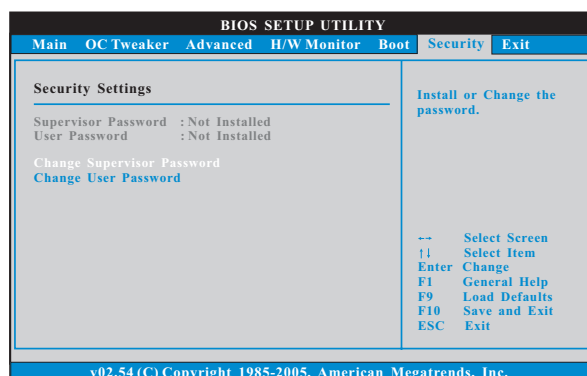 BIOS SETUP UTILITY
Main OC Tweaker Advanced H/W Monitor Boot Security Exit
Security Settings
Supervisor Password : Not Installed
User Password : Not Installed
Change Supervisor Password
Change User Password
Install or Change the
password.
←→ Select Screen
↑↓ Select Item
Enter Change
F1 General Help
F9 Load Defaults
F10 Save and Exit
ESC Exit
v02.54 (C) Copyright 1985-2005, American Megatrends, Inc.